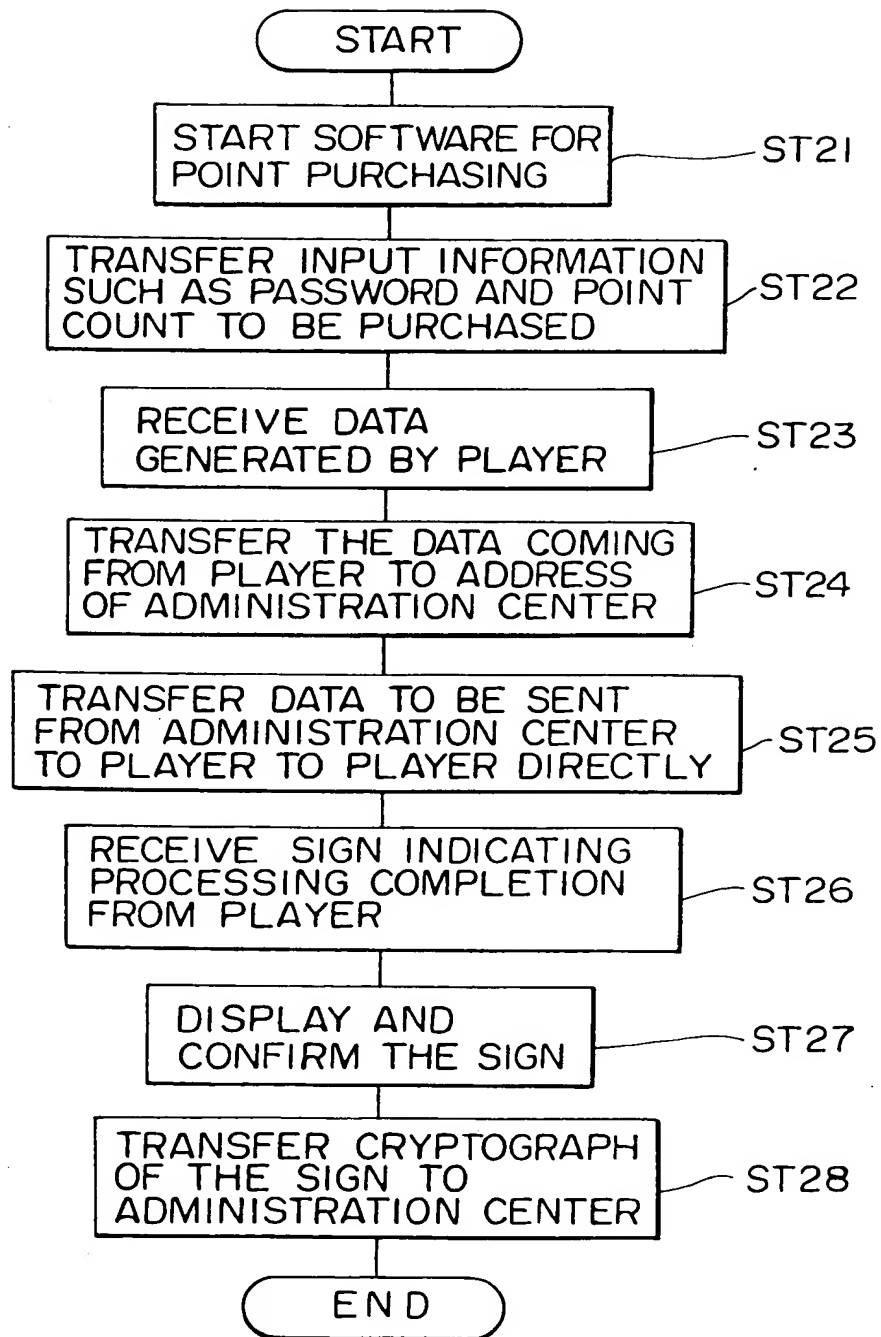 START
START SOFTWARE FOR
POINT PURCHASING
ST21
TRANSFER INPUT INFORMATION
SUCH AS PASSWORD AND POINT
COUNT TO BE PURCHASED
ST22
RECEIVE DATA
GENERATED BY PLAYER
ST23
TRANSFER THE DATA COMING
FROM PLAYER TO ADDRESS
OF ADMINISTRATION CENTER
ST24
TRANSFER DATA TO BE SENT
FROM ADMINISTRATION CENTER
TO PLAYER TO PLAYER DIRECTLY
ST25
RECEIVE SIGN INDICATING
PROCESSING COMPLETION
FROM PLAYER
ST26
DISPLAY AND
CONFIRM THE SIGN
ST27
TRANSFER CRYPTOGRAPH
OF THE SIGN TO
ADMINISTRATION CENTER
ST28
END